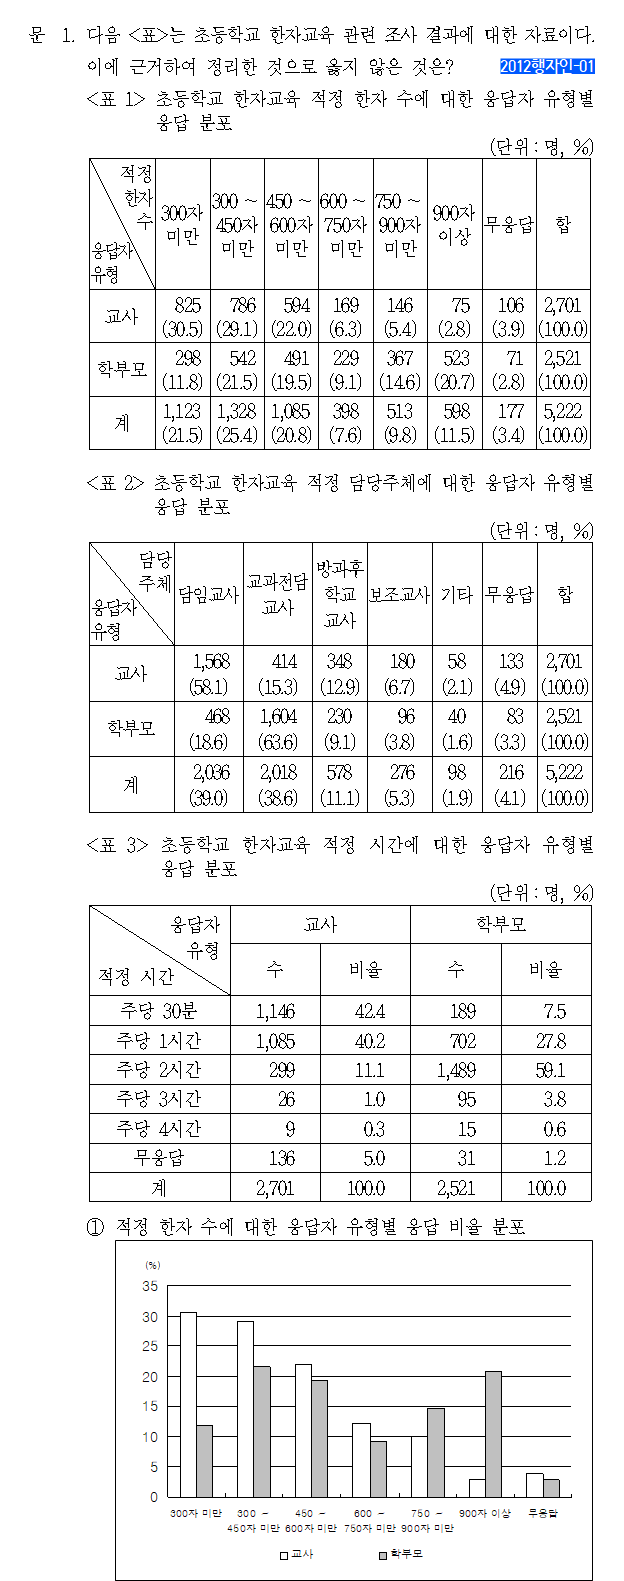 문 1. 다음 <표>는 초등학교 한자교육 관련 조사 결과에 대한 자료이다.
이에 근거하여 정리한 것으로 옳지 않은 것은? 2012행자인-01
<표 1> 초등학교 한자교육 적정 한자 수에 대한 응답자 유형별
응답 분포
(단위 : 명, %)
적정 한자 수 응답자 유형 300자 미만 300 ~ 450자 미만 450 ~ 600자 미만 600 ~ 750자 미만 750 ~ 900자 미만 900자 이상 무응답 합
교사 825 786 594 169 146 75 106 2,701
(30.5) (29.1) (22.0) (6.3) (5.4) (2.8) (3.9) (100.0)
학부모 298 542 491 229 367 523 71 2,521
(11.8) (21.5) (19.5) (9.1) (14.6) (20.7) (2.8) (100.0)
계 1,123 1,328 1,085 398 513 598 177 5,222
(21.5) (25.4) (20.8) (7.6) (9.8) (11.5) (3.4) (100.0)
<표 2> 초등학교 한자교육 적정 담당주체에 대한 응답자 유형별
응답 분포
(단위 : 명, %)
담당 주체 응답자 유형 담임교사 교과전담 교사 방과후 학교 교사 보조교사 기타 무응답 합
교사 1,568 414 348 180 58 133 2,701
(58.1) (15.3) (12.9) (6.7) (2.1) (4.9) (100.0)
학부모 468 1,604 230 96 40 83 2,521
(18.6) (63.6) (9.1) (3.8) (1.6) (3.3) (100.0)
계 2,036 2,018 578 276 98 216 5,222
(39.0) (38.6) (11.1) (5.3) (1.9) (4.1) (100.0)
<표 3> 초등학교 한자교육 적정 시간에 대한 응답자 유형별
응답 분포
(단위 : 명, %)
응답자 유형 적정 시간 교사 학부모
수 비율 수 비율
주당 30분 1,146 42.4 189 7.5
주당 1시간 1,085 40.2 702 27.8
주당 2시간 299 11.1 1,489 59.1
주당 3시간 26 1.0 95 3.8
주당 4시간 9 0.3 15 0.6
무응답 136 5.0 31 1.2
계 2,701 100.0 2,521 100.0
① 적정 한자 수에 대한 응답자 유형별 응답 비율 분포
(%)
35
30
25
20
15
10
5
0
300자 미만 300 ~ 450자 미만 450 ~ 600자 미만 600 ~ 750자 미만 750 ~ 900자 미만 900자 이상 무응답
교사 학부모